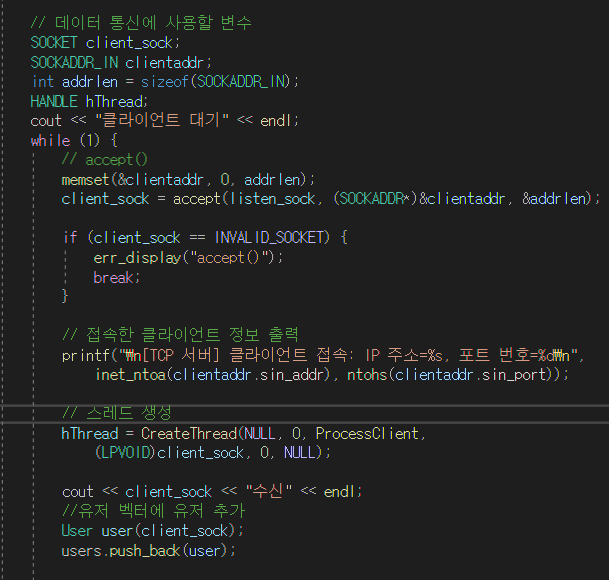 // 데이터 통신에 사용할 변수
SOCKET client_sock;
SOCKADDR_IN clientaddr;
int addrlen = sizeof(SOCKADDR_IN);
HANDLE hThread;
cout << "클라이언트 대기" << endl;
while (1) {
// accept()
memset(&clientaddr, 0, addrlen);
client_sock = accept(listen_sock, (SOCKADDR*)&clientaddr, &addrlen);
if (client_sock == INVALID_SOCKET) {
err_display("accept()");
break;
}
// 접속한 클라이언트 정보 출력
printf("₩n[TCP 서버] 클라이언트 접속: IP 주소=%s, 포트 번호=%d₩n",
inet_ntoa(clientaddr.sin_addr), ntohs(clientaddr.sin_port));
// 스레드 생성
hThread = CreateThread(NULL, 0, ProcessClient,
(LPVOID)client_sock, 0, NULL);
cout << client_sock << "수신" << endl;
//유저 벡터에 유저 추가
User user(client_sock);
users.push_back(user);